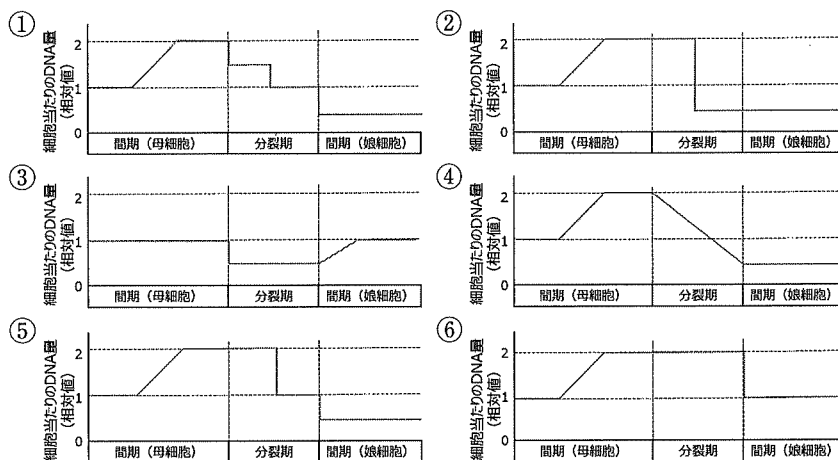 ①
細胞当たりのDNA量
(相対値)
2
1
0
間期（母細胞）
分裂期
間期（娘細胞）
②
細胞当たりのDNA量
(相対値)
2
1
0
間期（母細胞）
分裂期
間期（娘細胞）
③
細胞当たりのDNA量
(相対値)
2
1
0
間期（母細胞）
分裂期
間期（娘細胞）
④
細胞当たりのDNA量
(相対値)
2
1
0
間期（母細胞）
分裂期
間期（娘細胞）
⑤
細胞当たりのDNA量
(相対値)
2
1
0
間期（母細胞）
分裂期
間期（娘細胞）
⑥
細胞当たりのDNA量
(相対値)
2
1
0
間期（母細胞）
分裂期
間期（娘細胞）